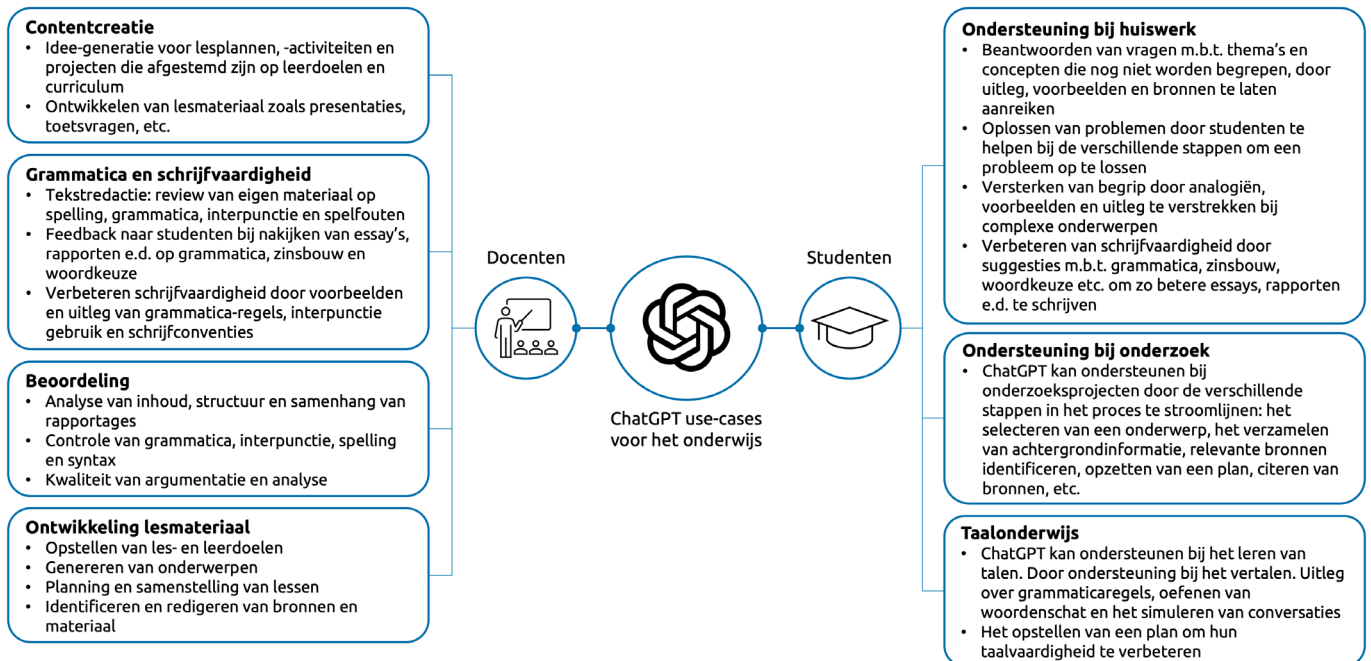 Contentcreatie
• Idee-generatie voor lesplannen, -activiteiten en
projecten die afgestemd zijn op leerdoelen en
curriculum
• Ontwikkelen van lesmateriaal zoals presentaties,
toetsvragen, etc.
Grammatica en schrijfvaardigheid
• Tekstredactie: review van eigen materiaal op
spelling, grammatica, interpunctie en spelfouten
• Feedback naar studenten bij nakijken van essay’s,
rapporten e.d. op grammatica, zinsbouw en
woordkeuze
• Verbeteren schrijfvaardigheid door voorbeelden
en uitleg van grammatica-regels, interpunctie
gebruik en schrijfconventies
Beoordeling
• Analyse van inhoud, structuur en samenhang van
rapportages
• Controle van grammatica, interpunctie, spelling
en syntax
• Kwaliteit van argumentatie en analyse
Ontwikkeling lesmateriaal
• Opstellen van les- en leerdoelen
• Genereren van onderwerpen
• Planning en samenstelling van lessen
• Identificeren en redigeren van bronnen en
materiaal
Docenten
ChatGPT use-cases
voor het onderwijs
Studenten
Ondersteuning bij huiswerk
• Beantwoorden van vragen m.b.t. thema’s en
concepten die nog niet worden begrepen, door
uitleg, voorbeelden en bronnen te laten
aanreiken
• Oplossen van problemen door studenten te
helpen bij de verschillende stappen om een
probleem op te lossen
• Versterken van begrip door analogiën,
voorbeelden en uitleg te verstrekken bij
complexe onderwerpen
• Verbeteren van schrijfvaardigheid door
suggesties m.b.t. grammatica, zinsbouw,
woordkeuze etc. om zo betere essays, rapporten
e.d. te schrijven
Ondersteuning bij onderzoek
• ChatGPT kan ondersteunen bij
onderzoeksprojecten door de verschillende
stappen in het proces te stroomlijnen: het
selecteren van een onderwerp, het verzamelen
van achtergrondinformatie, relevante bronnen
identificeren, opzetten van een plan, citeren van
bronnen, etc.
Taalonderwijs
• ChatGPT kan ondersteunen bij het leren van
talen. Door ondersteuning bij het vertalen. Uitleg
over grammaticaregels, oefenen van
woordenschat en het simuleren van conversaties
• Het opstellen van een plan om hun
taalvaardigheid te verbeteren